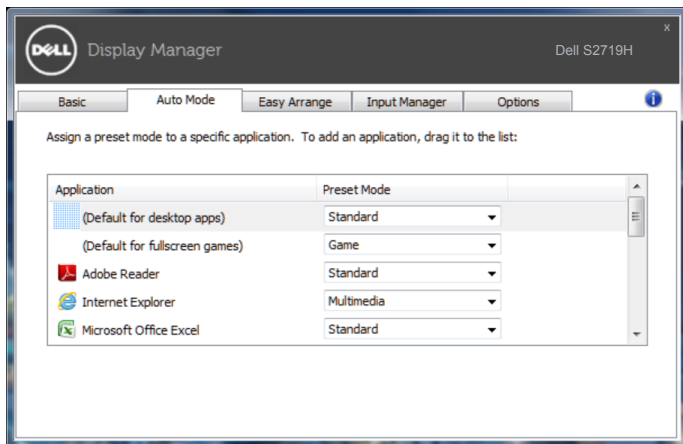 x
DELL
Display Manager
Dell S2719H
Basic
Auto Mode
Easy Arrange
Input Manager
Options
i
Assign a preset mode to a specific application. To add an application, drag it to the list:
Application Preset Mode
(Default for desktop apps) Standard
(Default for fullscreen games) Game
Adobe Reader Standard
Internet Explorer Multimedia
Microsoft Office Excel Standard